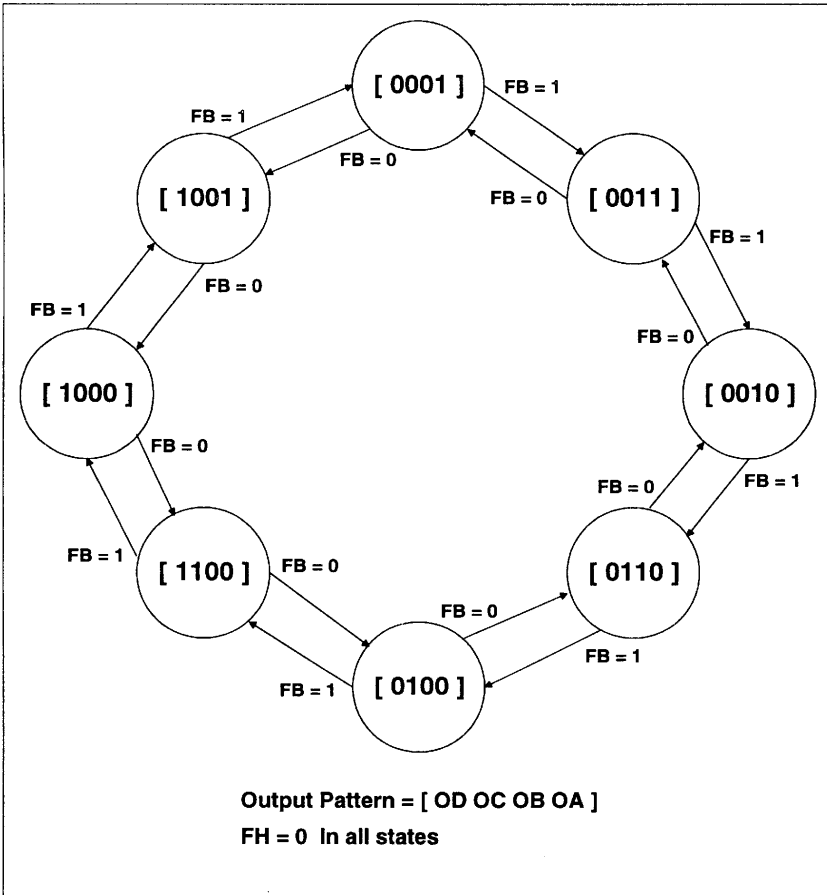 [ 0001 ]
FB = 1
FB = 1
FB = 0
[ 1001 ]
FB = 0
[ 0011 ]
FB = 1
FB = 0
FB = 1
FB = 0
[ 1000 ]
[ 0010 ]
FB = 0
FB = 0
FB = 1
FB = 1
[ 1100 ]
FB = 0
[ 0110 ]
FB = 0
FB = 1
FB = 1
[ 0100 ]
Output Pattern = [ OD OC OB OA ]
FH = 0 In all states